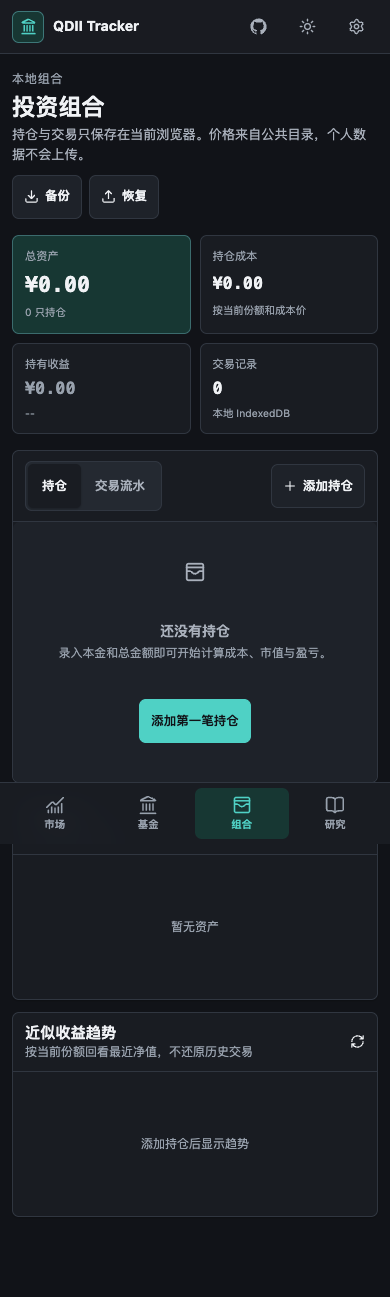 QDII Tracker
本地组合
投资组合
持仓与交易只保存在当前浏览器。价格来自公共目录，个人数
据不会上传。
备份
恢复
总资产
¥0.00
0 只持仓
持仓成本
¥0.00
按当前份额和成本价
持有收益
¥0.00
--
交易记录
0
本地 IndexedDB
持仓
交易流水
添加持仓
还没有持仓
录入本金和总金额即可开始计算成本、市值与盈亏。
添加第一笔持仓
市场
基金
组合
研究
暂无资产
近似收益趋势
按当前份额回看最近净值，不还原历史交易
添加持仓后显示趋势